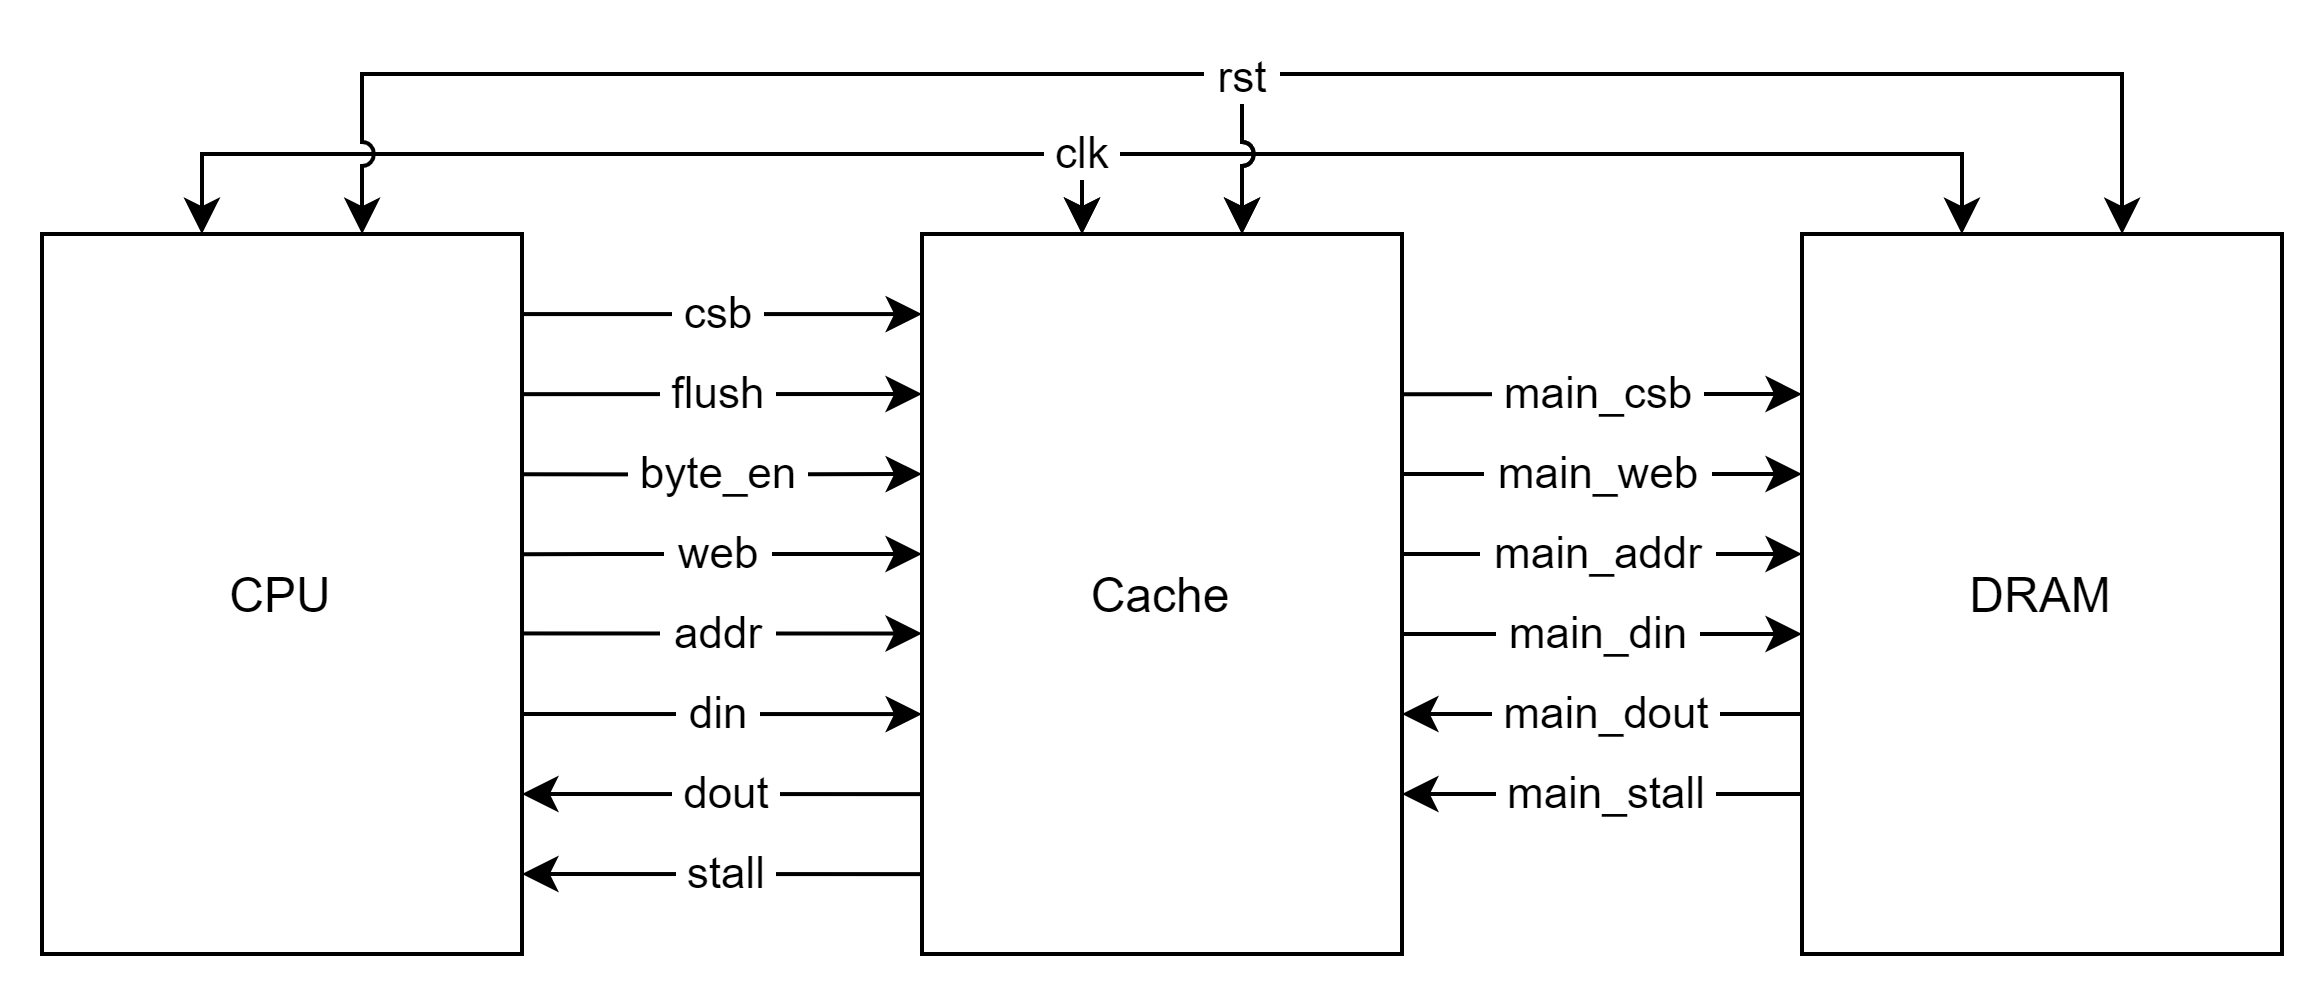 rst
clk
csb
flush
main_csb
byte_en
main_web
web
main_addr
CPU
Cache
DRAM
addr
main_din
din
main_dout
dout
main_stall
stall